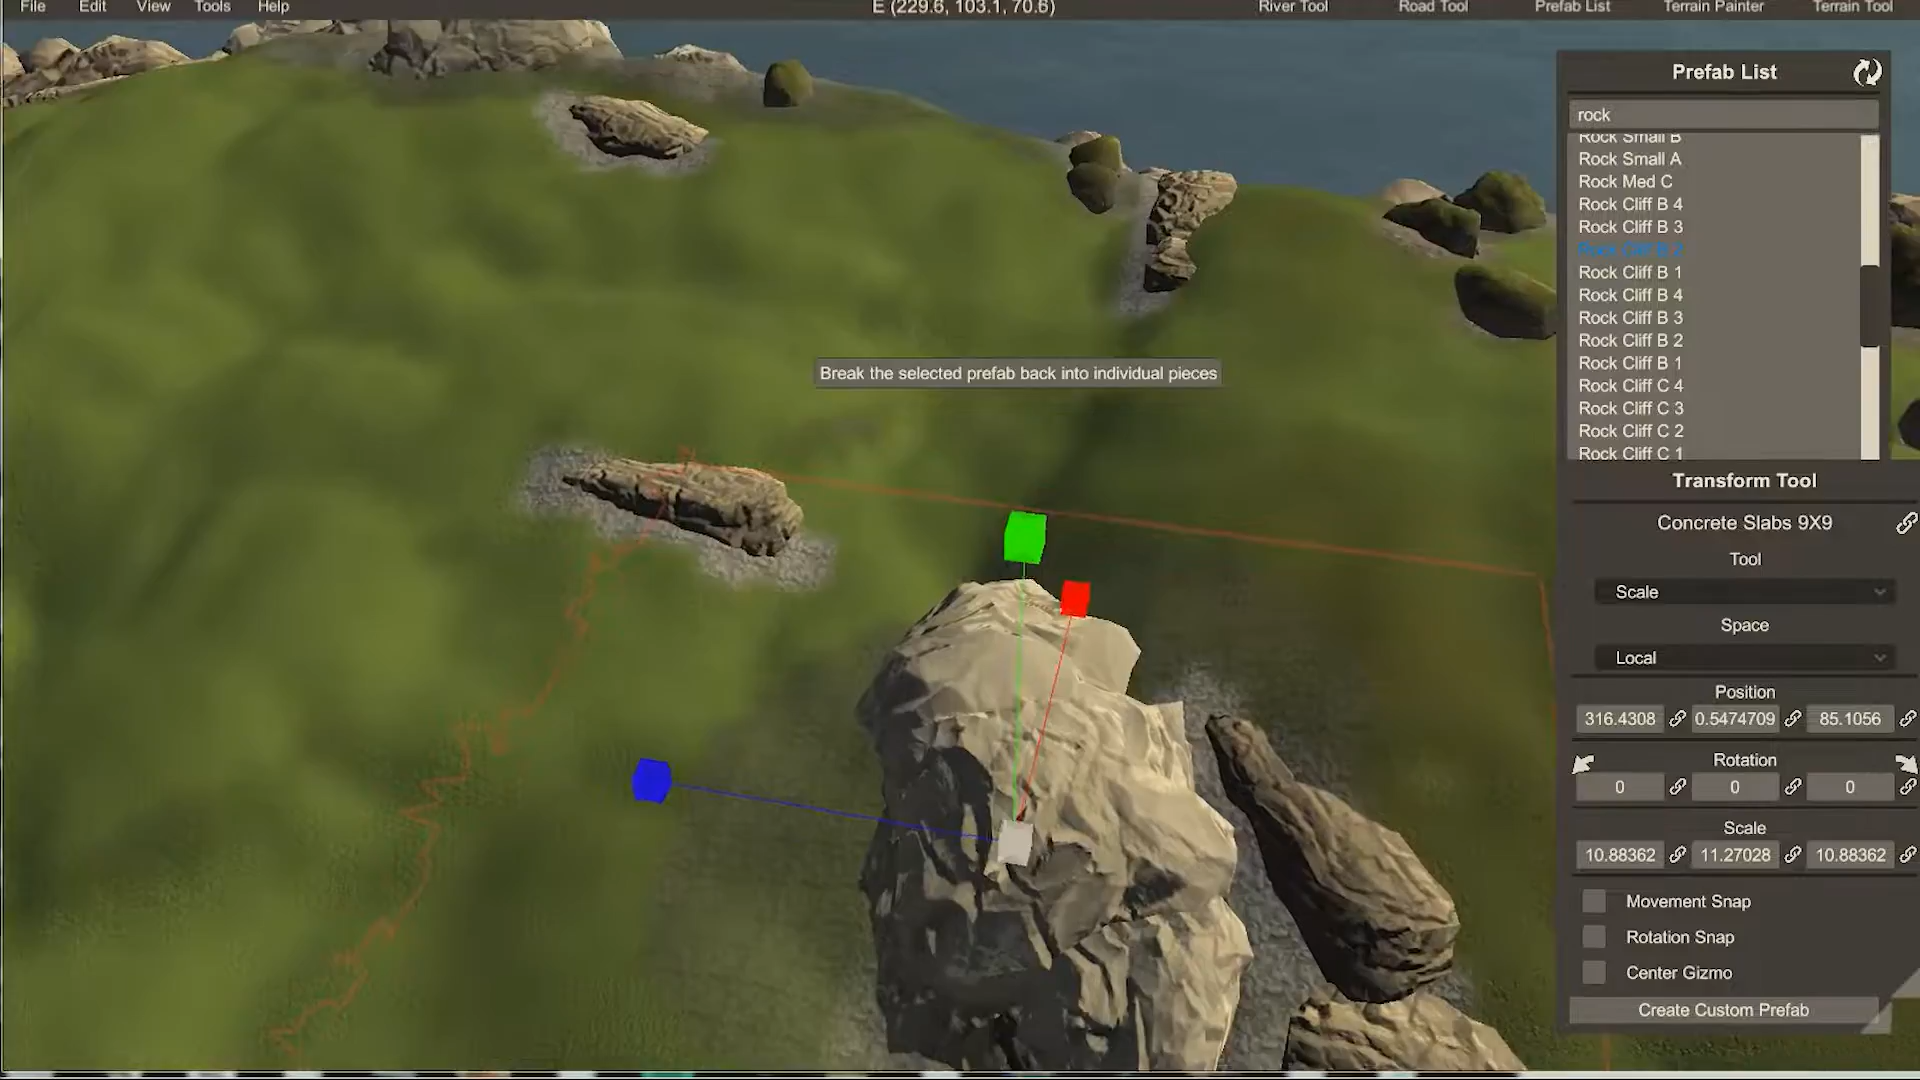 File Edit View Tools Help E (229.6, 103.1, 70.6) River Tool Road Tool Prefab List Terrain Painter Terrain Tool
Prefab List
rock
Rock Small B
Rock Small A
Rock Med C
Rock Cliff B 4
Rock Cliff B 3
Rock Cliff B 2
Rock Cliff B 1
Rock Cliff B 4
Rock Cliff B 3
Rock Cliff B 2
Rock Cliff B 1
Rock Cliff C 4
Rock Cliff C 3
Rock Cliff C 2
Rock Cliff C 1
Break the selected prefab back into individual pieces
Transform Tool
Concrete Slabs 9X9
Tool
Scale
Space
Local
Position
316.4308 0.5474709 85.1056
Rotation
0 0 0
Scale
10.88362 11.27028 10.88362
Movement Snap
Rotation Snap
Center Gizmo
Create Custom Prefab